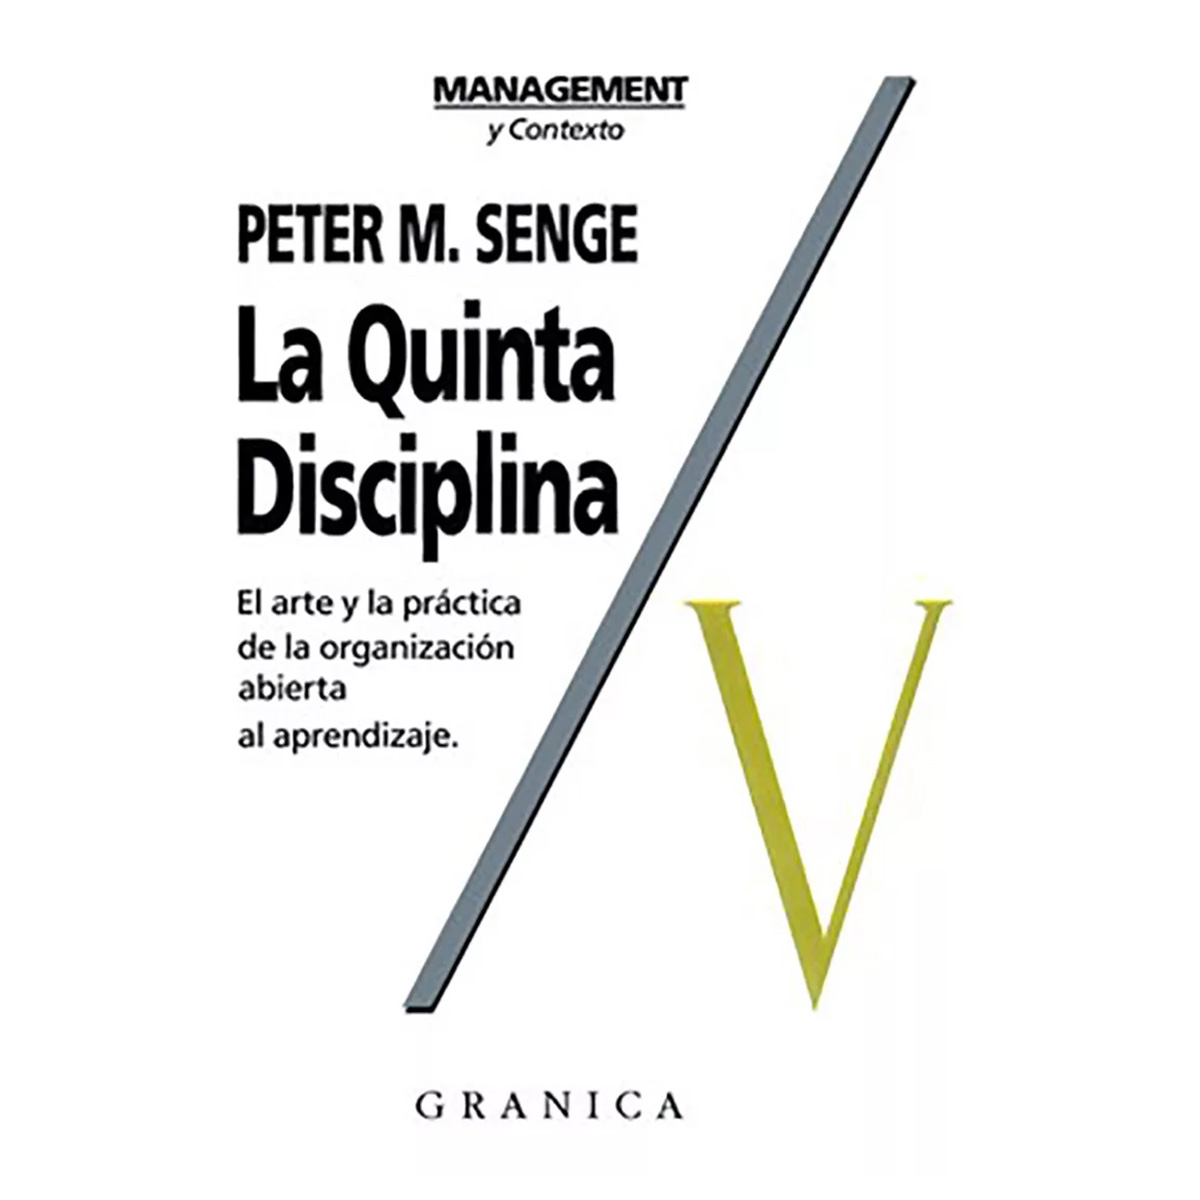 MANAGEMENT
y Contexto
PETER M. SENGE
La Quinta
Disciplina
El arte y la práctica
de la organización
abierta
al aprendizaje.
V
GRANICA